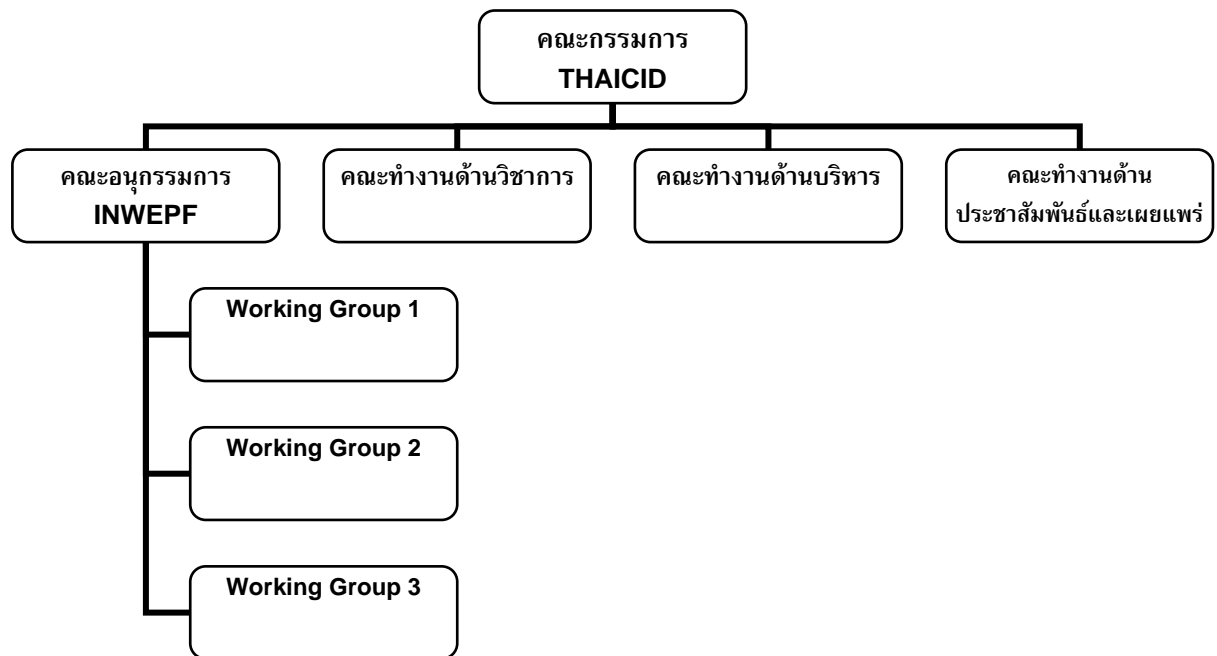 คณะกรรมการ
THAICID
คณะอนุกรรมการ
INWEPF
คณะทำงานด้านวิชาการ
คณะทำงานด้านบริหาร
คณะทำงานด้าน
ประชาสัมพันธ์และเผยแพร่
Working Group 1
Working Group 2
Working Group 3